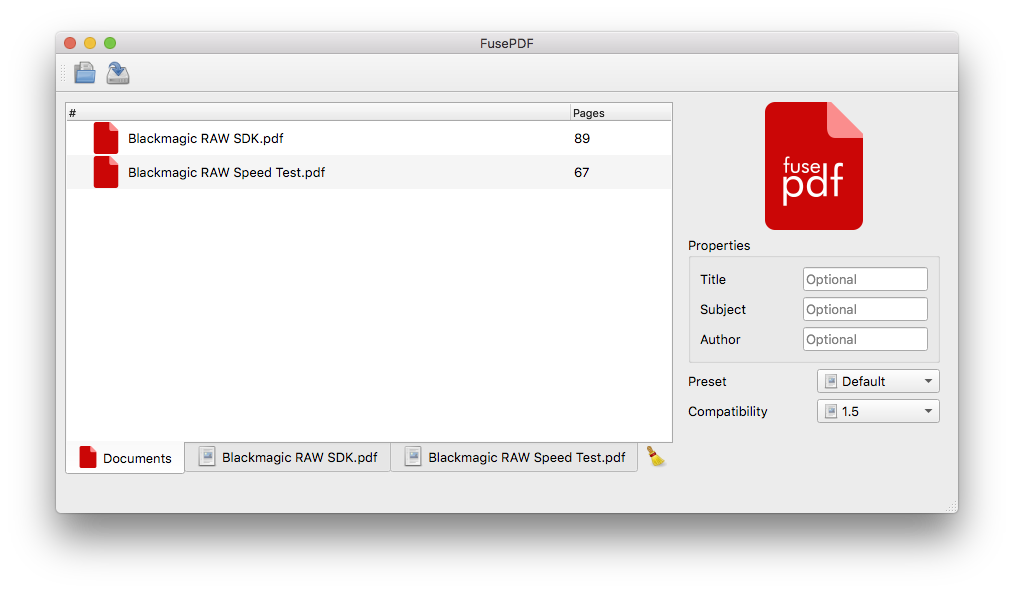 FusePDF
# Pages
Blackmagic RAW SDK.pdf 89
Blackmagic RAW Speed Test.pdf 67
Documents Blackmagic RAW SDK.pdf Blackmagic RAW Speed Test.pdf
fuse
pdf
Properties
Title Optional
Subject Optional
Author Optional
Preset Default
Compatibility 1.5